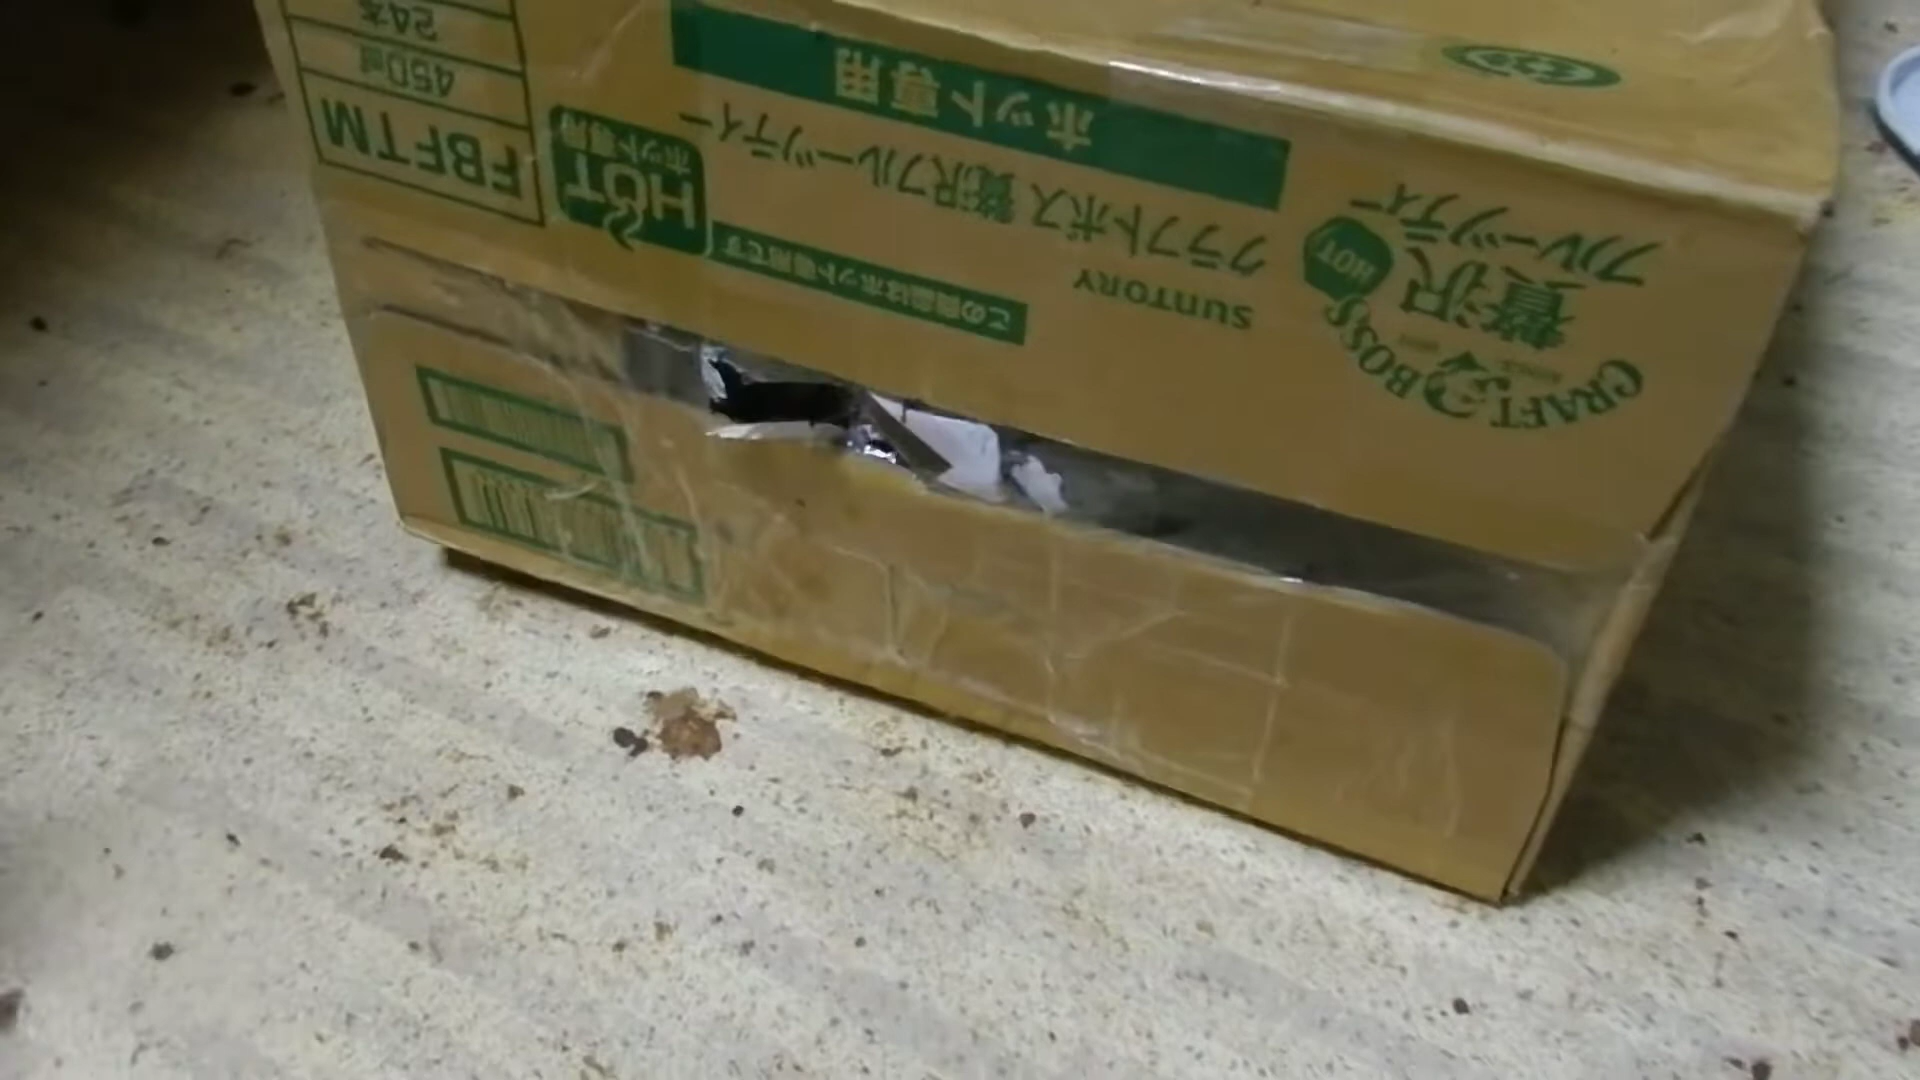 CRAFT BOSS
贅沢
フルーツティー
HOT
SUNTORY
クラフトボス 贅沢フルーツティー
ホット専用
この商品はホット専用です
HOT
ホット専用
FBFTM
450ml
24本